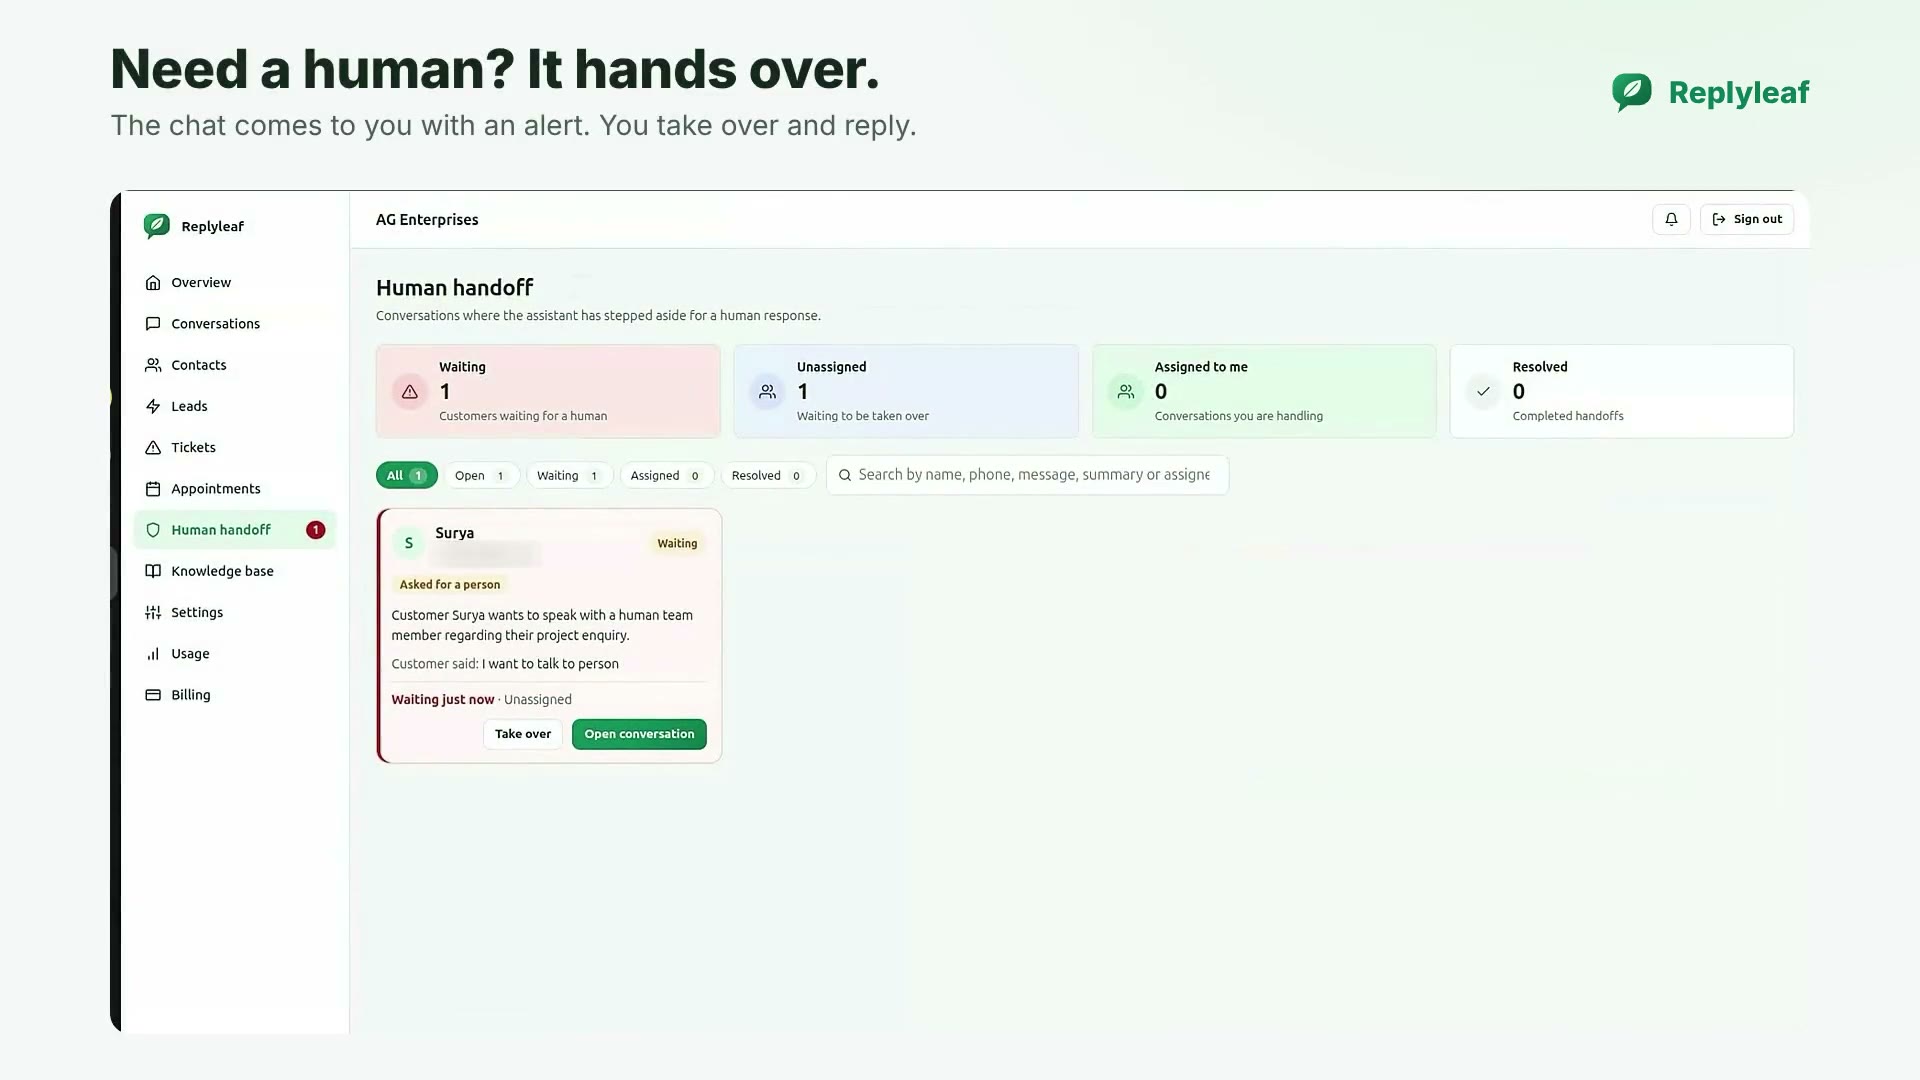 Need a human? It hands over.
The chat comes to you with an alert. You take over and reply.
Replyleaf
Replyleaf
Overview
Conversations
Contacts
Leads
Tickets
Appointments
Human handoff 1
Knowledge base
Settings
Usage
Billing
AG Enterprises
Sign out
Human handoff
Conversations where the assistant has stepped aside for a human response.
Waiting
1
Customers waiting for a human
Unassigned
1
Waiting to be taken over
Assigned to me
0
Conversations you are handling
Resolved
0
Completed handoffs
All 1 Open 1 Waiting 1 Assigned 0 Resolved 0 Search by name, phone, message, summary or assigne
S Surya Waiting
Asked for a person
Customer Surya wants to speak with a human team
member regarding their project enquiry.
Customer said: I want to talk to person
Waiting just now · Unassigned
Take over Open conversation